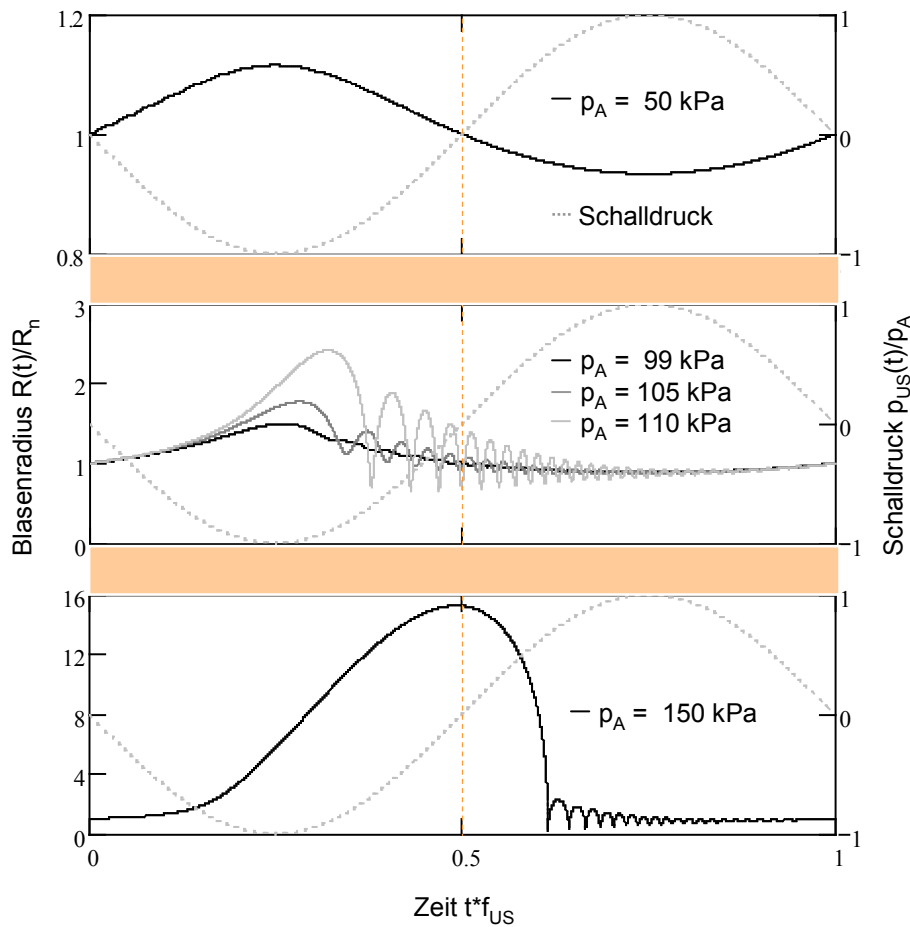 1.2
1
0.8
1
0
−1
p_A = 50 kPa
Schalldruck
3
2
1
0
1
0
−1
p_A = 99 kPa
p_A = 105 kPa
p_A = 110 kPa
16
12
8
4
0
1
0
−1
p_A = 150 kPa
0
0.5
1
Zeit t*f_US
Blasenradius R(t)/R_n
Schalldruck p_US(t)/p_A